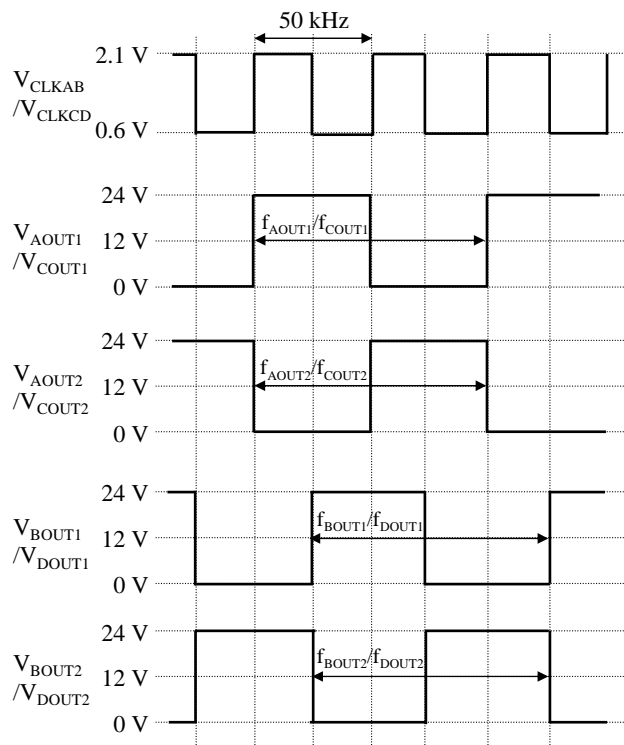 50 kHz
2.1 V
V_CLKAB
/V_CLKCD
0.6 V
24 V
f_AOUT1/f_COUT1
V_AOUT1
12 V
/V_COUT1
0 V
24 V
f_AOUT2/f_COUT2
V_AOUT2
12 V
/V_COUT2
0 V
24 V
f_BOUT1/f_DOUT1
V_BOUT1
12 V
/V_DOUT1
0 V
24 V
f_BOUT2/f_DOUT2
V_BOUT2
12 V
/V_DOUT2
0 V